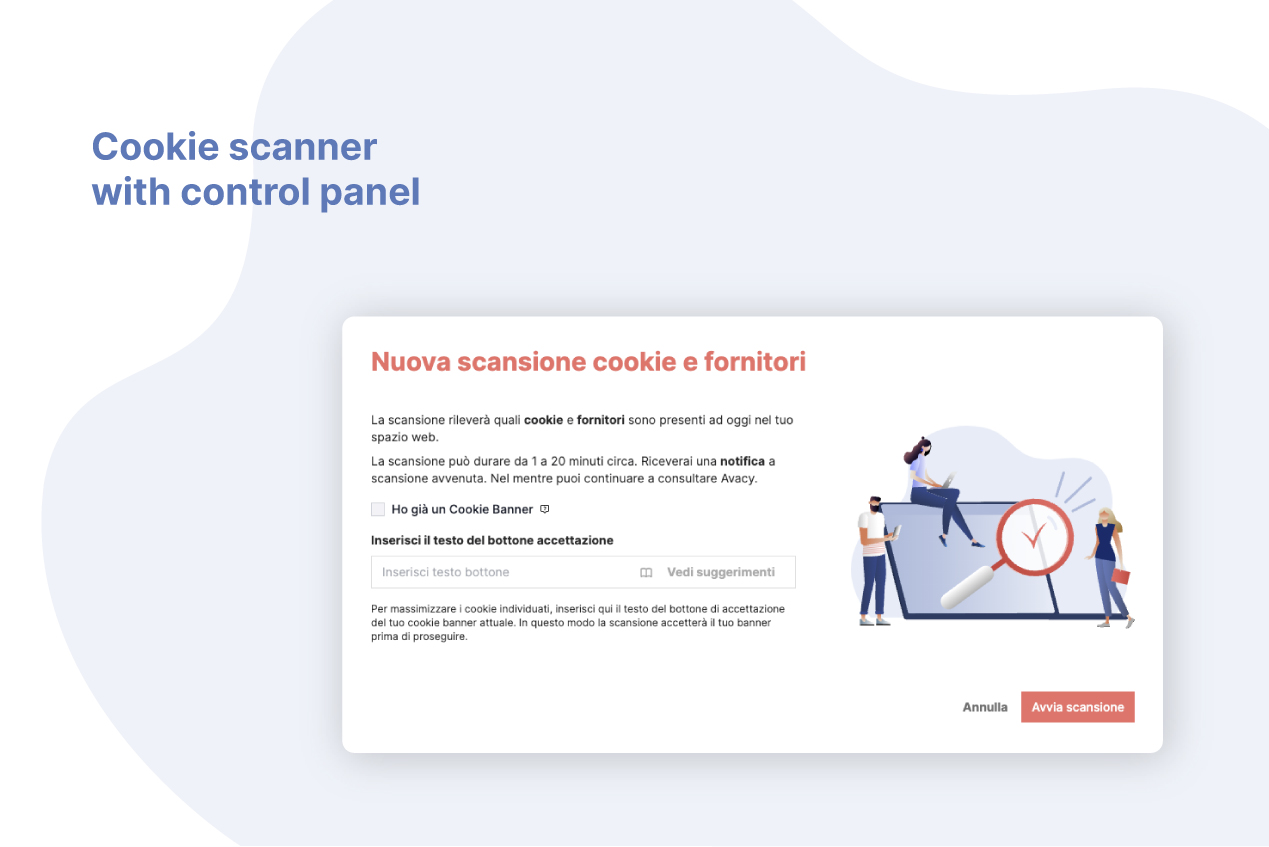 Cookie scanner
with control panel
Nuova scansione cookie e fornitori
La scansione rileverà quali cookie e fornitori sono presenti ad oggi nel tuo
spazio web.
La scansione può durare da 1 a 20 minuti circa. Riceverai una notifica a
scansione avvenuta. Nel mentre puoi continuare a consultare Avacy.
Ho già un Cookie Banner
Inserisci il testo del bottone accettazione
Inserisci testo bottone
Vedi suggerimenti
Per massimizzare i cookie individuati, inserisci qui il testo del bottone di accettazione
del tuo cookie banner attuale. In questo modo la scansione accetterà il tuo banner
prima di proseguire.
Annulla
Avvia scansione